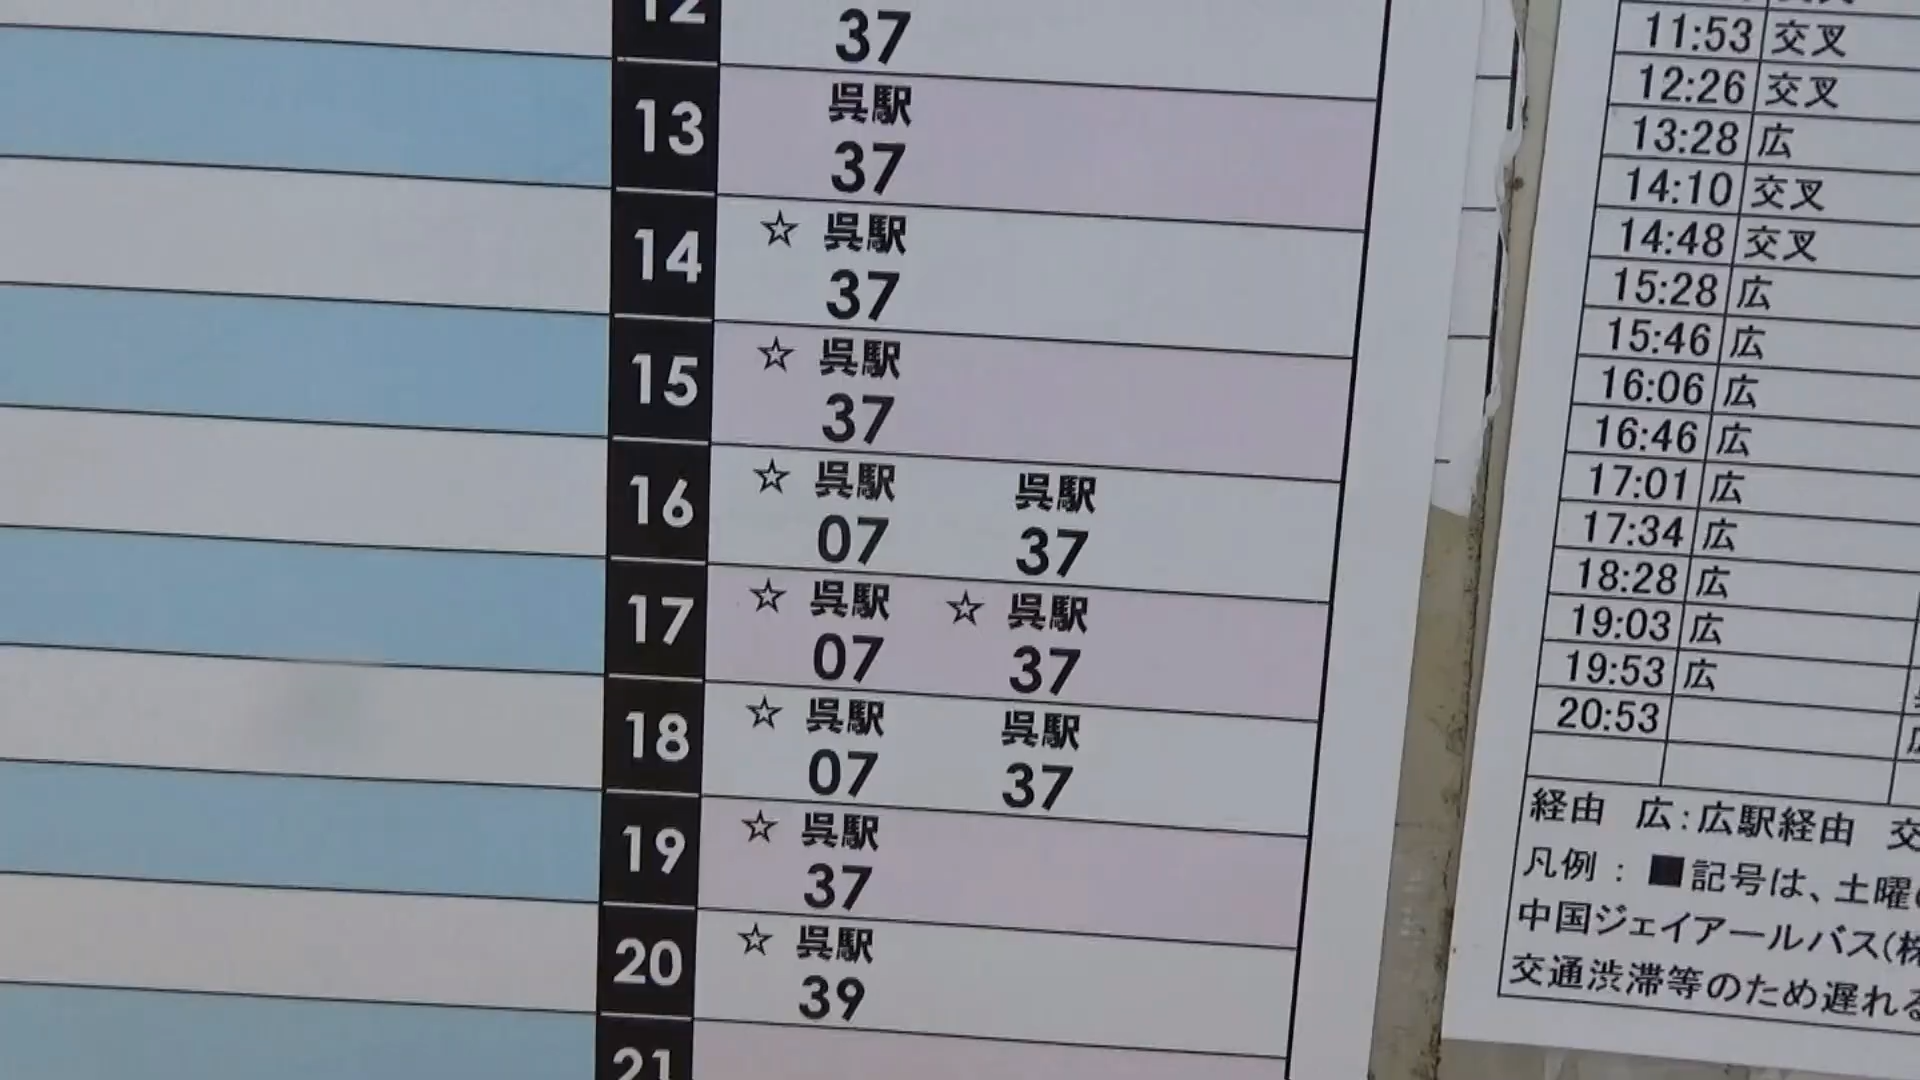 12
37
13 呉駅
37
14 ☆ 呉駅
37
15 ☆ 呉駅
37
16 ☆ 呉駅 呉駅
07 37
17 ☆ 呉駅 ☆ 呉駅
07 37
18 ☆ 呉駅 呉駅
07 37
19 ☆ 呉駅
37
20 ☆ 呉駅
39
21
11:53 交叉
12:26 交叉
13:28 広
14:10 交叉
14:48 交叉
15:28 広
15:46 広
16:06 広
16:46 広
17:01 広
17:34 広
18:28 広
19:03 広
19:53 広
20:53
経由 広:広駅経由 交
凡例 : ■記号は、土曜
中国ジェイアールバス(株
交通渋滞等のため遅れる